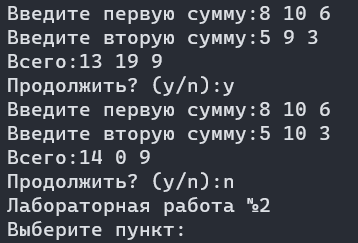 Введите первую сумму:8 10 6
Введите вторую сумму:5 9 3
Всего:13 19 9
Продолжить? (y/n):y
Введите первую сумму:8 10 6
Введите вторую сумму:5 10 3
Всего:14 0 9
Продолжить? (y/n):n
Лабораторная работа №2
Выберите пункт: